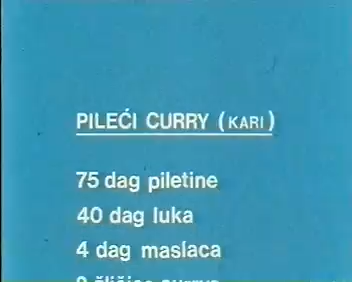 PILEĆI CURRY (KARI)
75 dag piletine
40 dag luka
4 dag maslaca